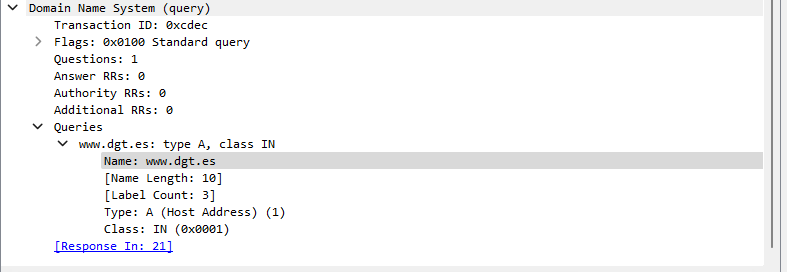 Domain Name System (query)
Transaction ID: 0xcdec
Flags: 0x0100 Standard query
Questions: 1
Answer RRs: 0
Authority RRs: 0
Additional RRs: 0
Queries
www.dgt.es: type A, class IN
Name: www.dgt.es
[Name Length: 10]
[Label Count: 3]
Type: A (Host Address) (1)
Class: IN (0x0001)
[Response In: 21]